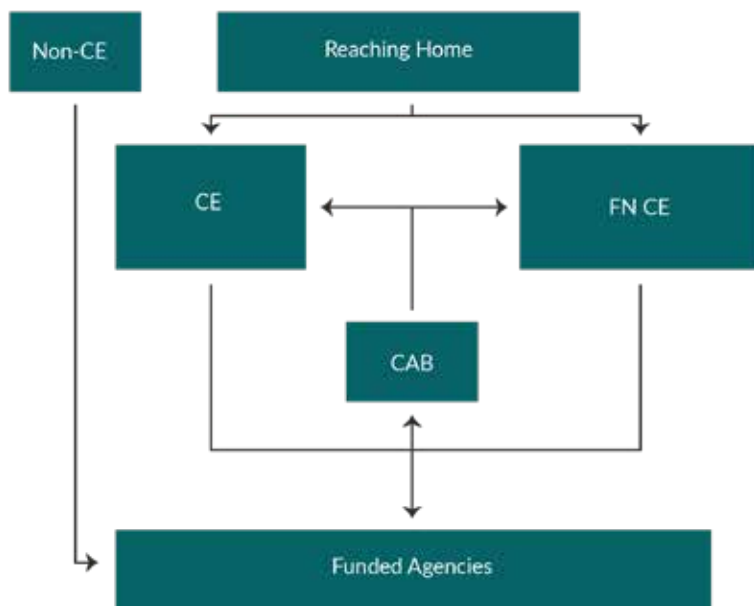 Non-CE
Reaching Home
CE
FN CE
CAB
Funded Agencies